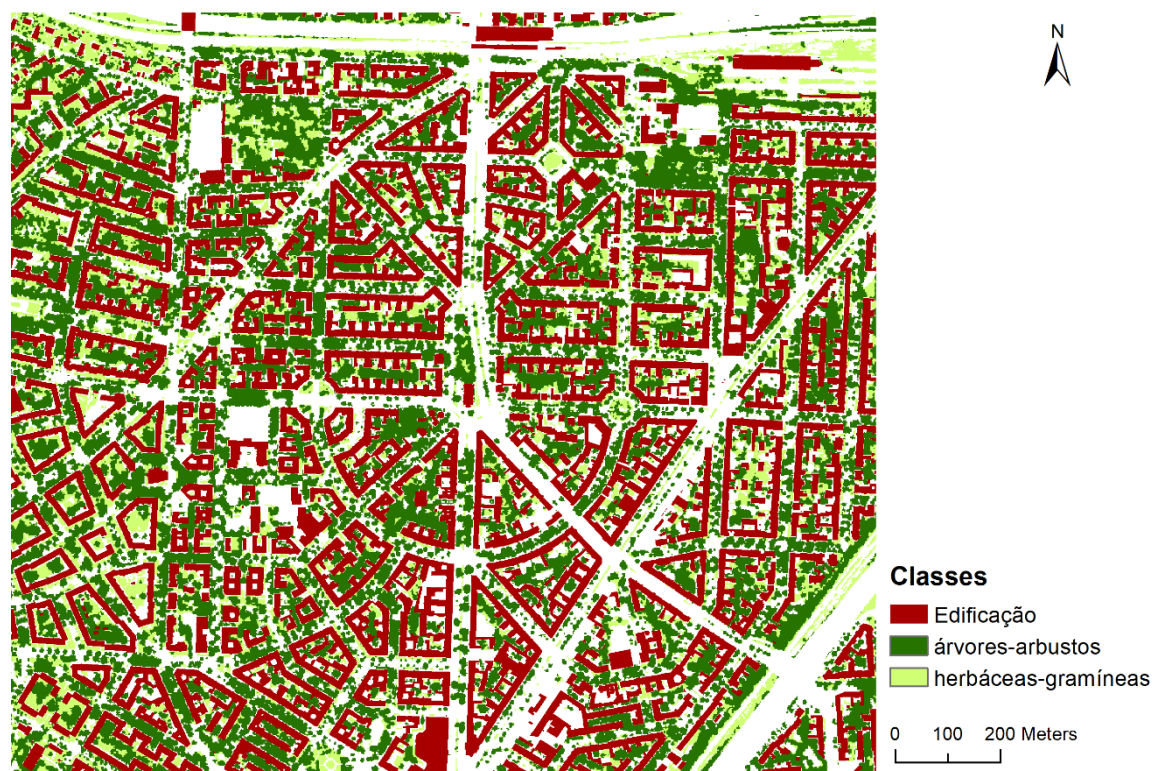 N
Classes
Edificação
árvores-arbustos
herbáceas-gramíneas
0 100 200 Meters